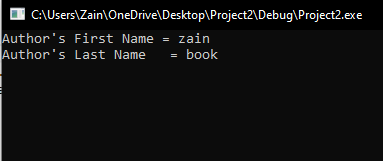 C:\Users\Zain\OneDrive\Desktop\Project2\Debug\Project2.exe
Author's First Name = zain
Author's Last Name   = book